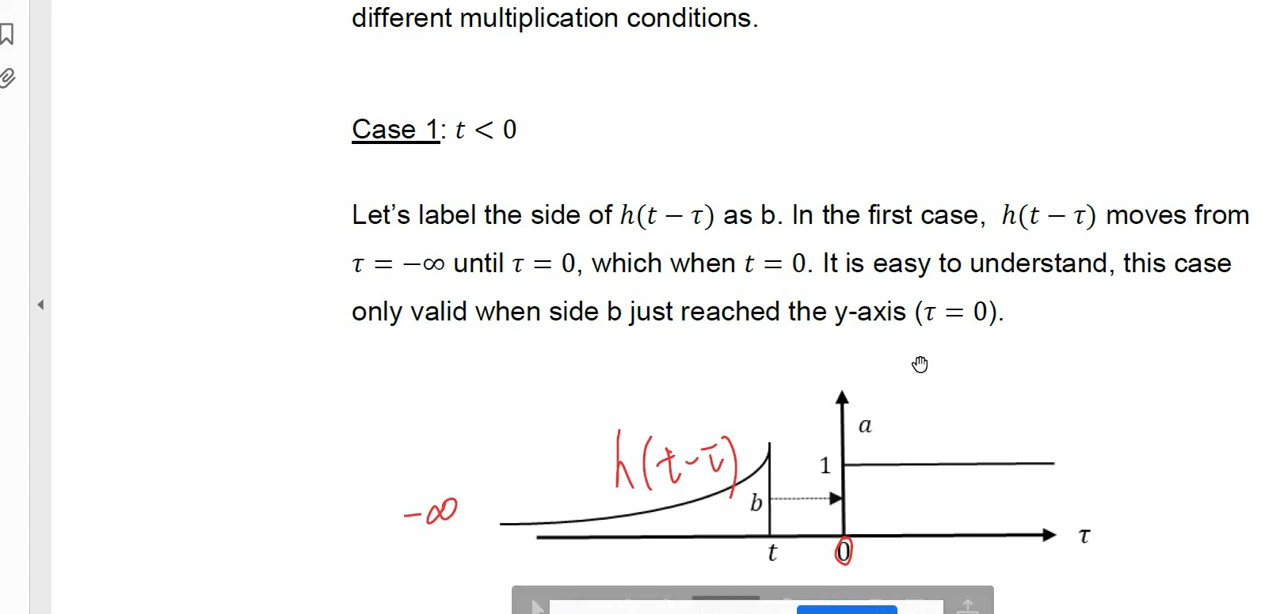 different multiplication conditions.
Case 1: t < 0
Let’s label the side of h(t − τ) as b. In the first case, h(t − τ) moves from
τ = −∞ until τ = 0, which when t = 0. It is easy to understand, this case
only valid when side b just reached the y-axis (τ = 0).
a
h(t-τ)
1
b
-∞
τ
t
0